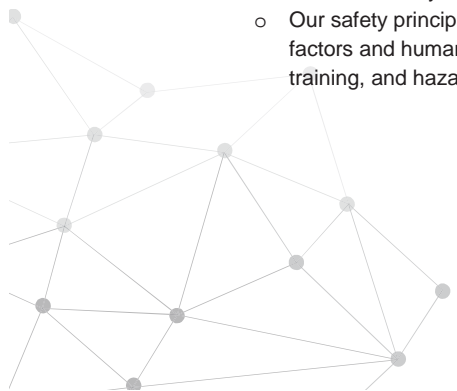 o Our safety princip
factors and human
training, and haza